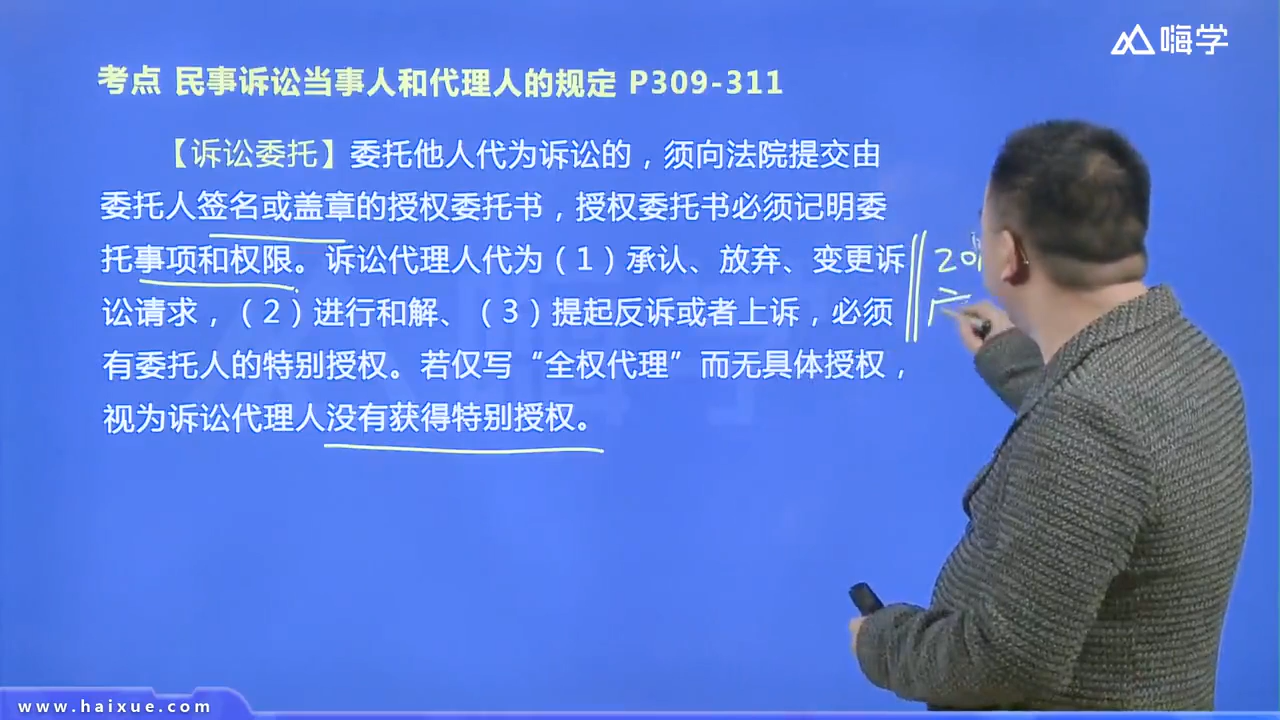 嗨学
考点 民事诉讼当事人和代理人的规定 P309-311
【诉讼委托】委托他人代为诉讼的，须向法院提交由
委托人签名或盖章的授权委托书，授权委托书必须记明委
托事项和权限。诉讼代理人代为（1）承认、放弃、变更诉
讼请求，（2）进行和解、（3）提起反诉或者上诉，必须
有委托人的特别授权。若仅写“全权代理”而无具体授权，
视为诉讼代理人没有获得特别授权。
www.haixue.com